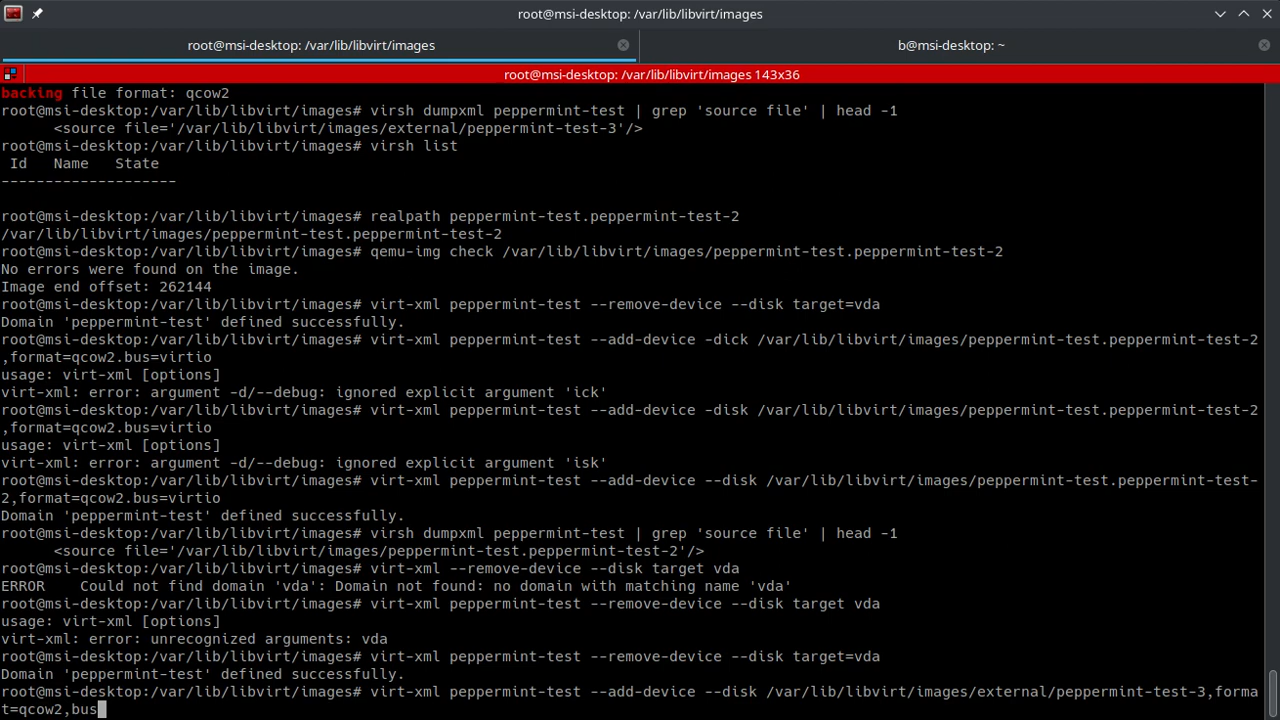 root@msi-desktop: /var/lib/libvirt/images
root@msi-desktop: /var/lib/libvirt/images
b@msi-desktop: ~
root@msi-desktop: /var/lib/libvirt/images 143x36
backing file format: qcow2
root@msi-desktop:/var/lib/libvirt/images# virsh dumpxml peppermint-test | grep 'source file' | head -1
<source file='/var/lib/libvirt/images/external/peppermint-test-3'/>
root@msi-desktop:/var/lib/libvirt/images# virsh list
Id   Name   State
--------------------
root@msi-desktop:/var/lib/libvirt/images# realpath peppermint-test.peppermint-test-2
/var/lib/libvirt/images/peppermint-test.peppermint-test-2
root@msi-desktop:/var/lib/libvirt/images# qemu-img check /var/lib/libvirt/images/peppermint-test.peppermint-test-2
No errors were found on the image.
Image end offset: 262144
root@msi-desktop:/var/lib/libvirt/images# virt-xml peppermint-test --remove-device --disk target=vda
Domain 'peppermint-test' defined successfully.
root@msi-desktop:/var/lib/libvirt/images# virt-xml peppermint-test --add-device -dick /var/lib/libvirt/images/peppermint-test.peppermint-test-2
,format=qcow2.bus=virtio
usage: virt-xml [options]
virt-xml: error: argument -d/--debug: ignored explicit argument 'ick'
root@msi-desktop:/var/lib/libvirt/images# virt-xml peppermint-test --add-device -disk /var/lib/libvirt/images/peppermint-test.peppermint-test-2
,format=qcow2.bus=virtio
usage: virt-xml [options]
virt-xml: error: argument -d/--debug: ignored explicit argument 'isk'
root@msi-desktop:/var/lib/libvirt/images# virt-xml peppermint-test --add-device --disk /var/lib/libvirt/images/peppermint-test.peppermint-test-
2,format=qcow2.bus=virtio
Domain 'peppermint-test' defined successfully.
root@msi-desktop:/var/lib/libvirt/images# virsh dumpxml peppermint-test | grep 'source file' | head -1
<source file='/var/lib/libvirt/images/peppermint-test.peppermint-test-2'/>
root@msi-desktop:/var/lib/libvirt/images# virt-xml --remove-device --disk target vda
ERROR    Could not find domain 'vda': Domain not found: no domain with matching name 'vda'
root@msi-desktop:/var/lib/libvirt/images# virt-xml peppermint-test --remove-device --disk target vda
usage: virt-xml [options]
virt-xml: error: unrecognized arguments: vda
root@msi-desktop:/var/lib/libvirt/images# virt-xml peppermint-test --remove-device --disk target=vda
Domain 'peppermint-test' defined successfully.
root@msi-desktop:/var/lib/libvirt/images# virt-xml peppermint-test --add-device --disk /var/lib/libvirt/images/external/peppermint-test-3,forma
t=qcow2,bus